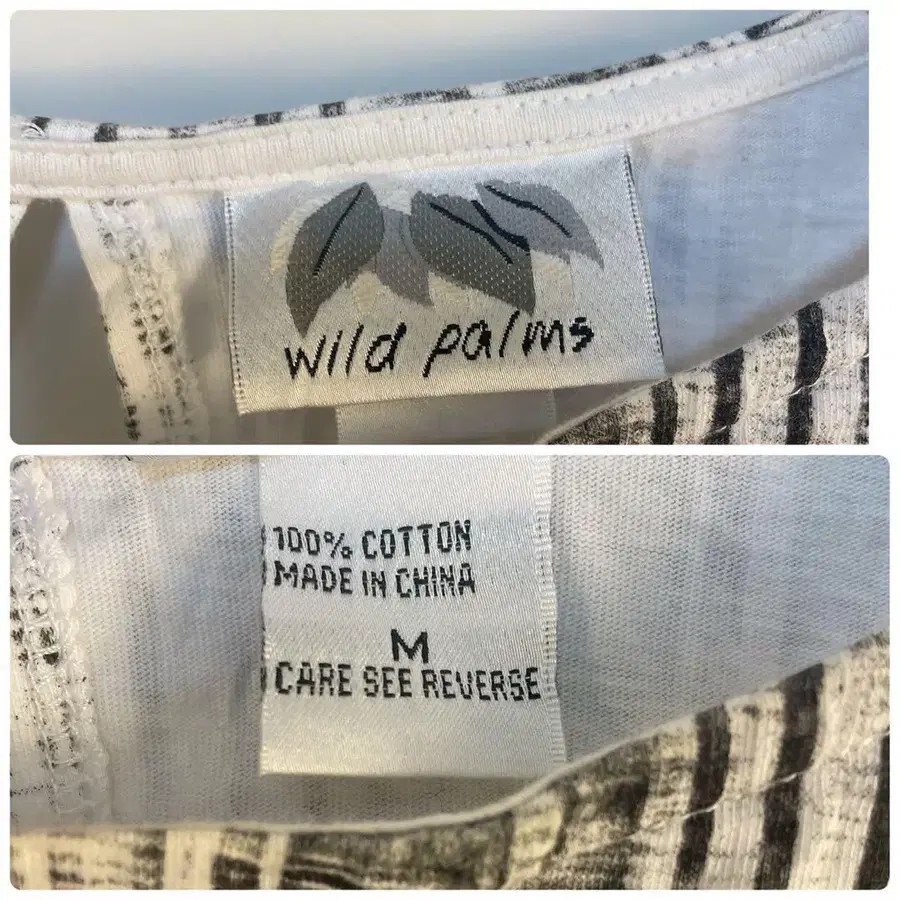 wild palms
100% COTTON
MADE IN CHINA
M
CARE SEE REVERSE